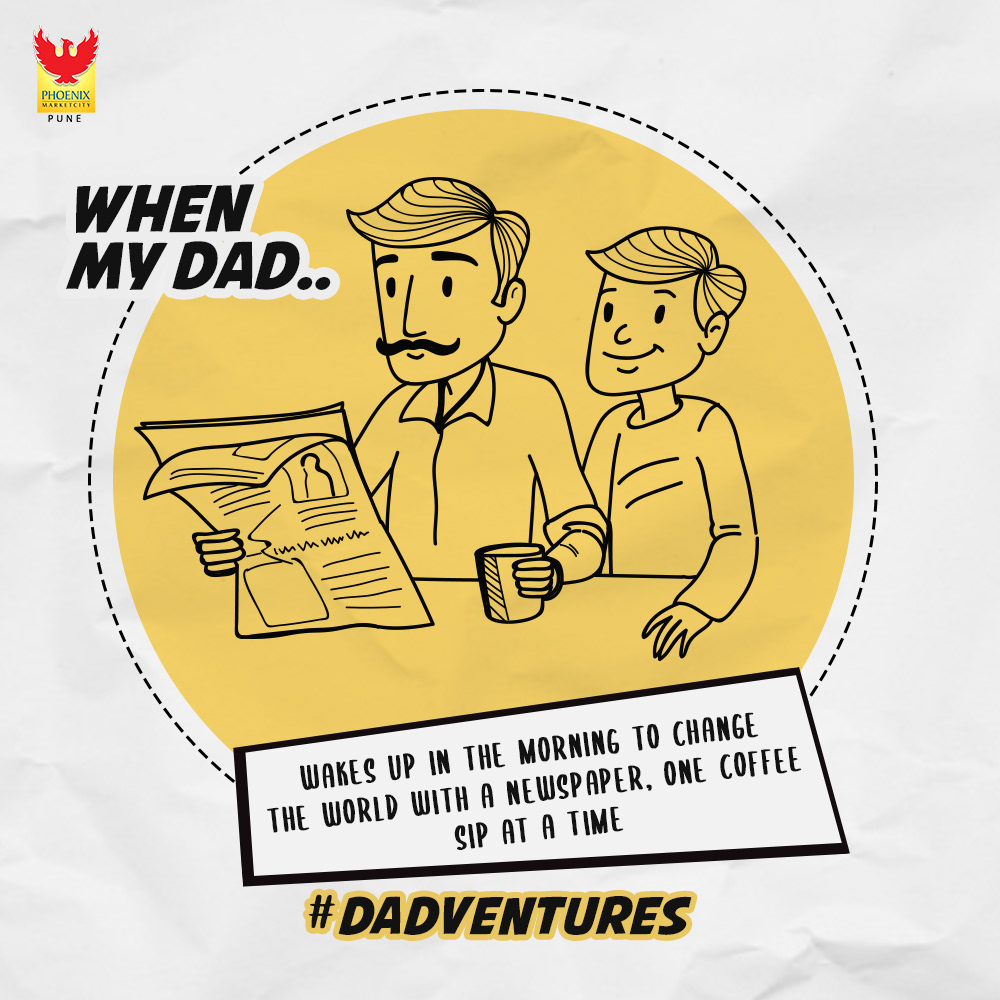 PHOENIX
MARKETCITY
PUNE
WHEN
MY DAD..
WAKES UP IN THE MORNING TO CHANGE
THE WORLD WITH A NEWSPAPER, ONE COFFEE
SIP AT A TIME
#DADVENTURES